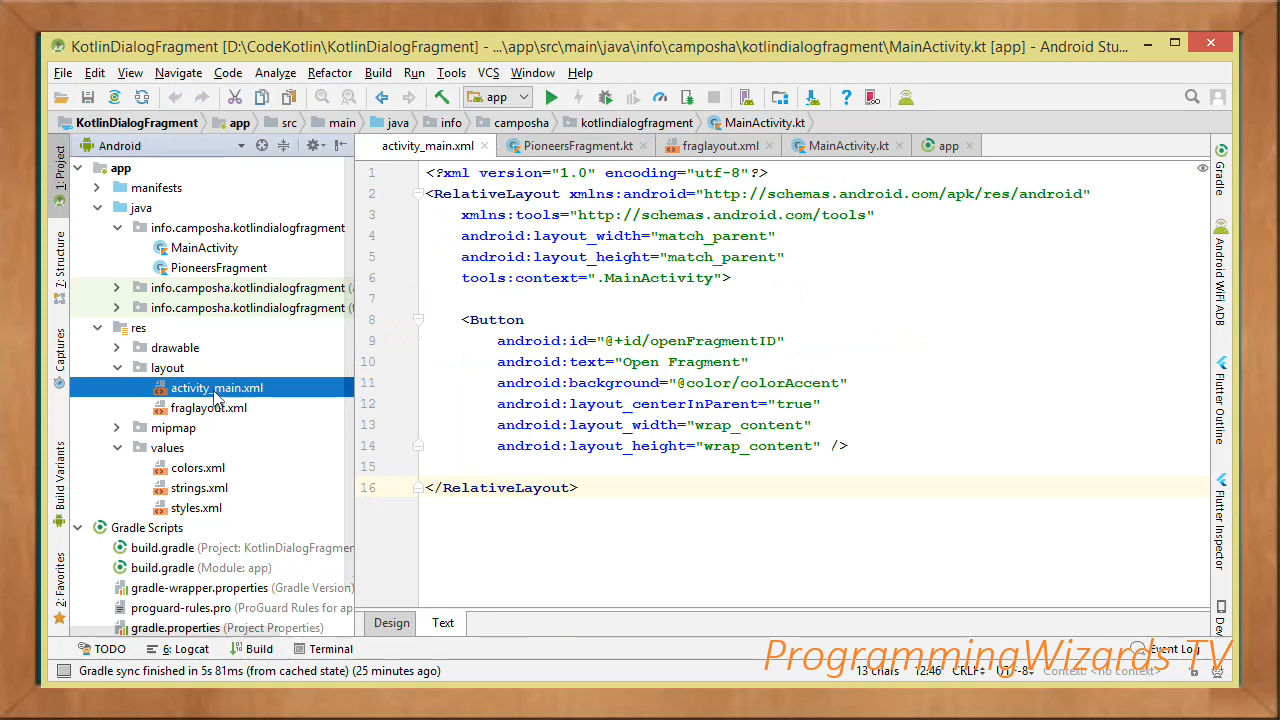 KotlinDialogFragment [D:\CodeKotlin\KotlinDialogFragment] - ...\app\src\main\java\info\camposha\kotlindialogfragment\MainActivity.kt [app] - Android Stu...
File Edit View Navigate Code Analyze Refactor Build Run Tools VCS Window Help
app
KotlinDialogFragment app src main java info camposha kotlindialogfragment MainActivity.kt
Android
activity_main.xml PioneersFragment.kt fraglayout.xml MainActivity.kt app
1: Project
7: Structure
Captures
Build Variants
2: Favorites
app
manifests
java
info.camposha.kotlindialogfragment
MainActivity
PioneersFragment
info.camposha.kotlindialogfragment (
info.camposha.kotlindialogfragment (
res
drawable
layout
activity_main.xml
fraglayout.xml
mipmap
values
colors.xml
strings.xml
styles.xml
Gradle Scripts
build.gradle (Project: KotlinDialogFragmen
build.gradle (Module: app)
gradle-wrapper.properties (Gradle Version)
proguard-rules.pro (ProGuard Rules for ap
gradle.properties (Project Properties)
1 <?xml version="1.0" encoding="utf-8"?>
2 <RelativeLayout xmlns:android="http://schemas.android.com/apk/res/android"
3 xmlns:tools="http://schemas.android.com/tools"
4 android:layout_width="match_parent"
5 android:layout_height="match_parent"
6 tools:context=".MainActivity">
7
8 <Button
9 android:id="@+id/openFragmentID"
10 android:text="Open Fragment"
11 android:background="@color/colorAccent"
12 android:layout_centerInParent="true"
13 android:layout_width="wrap_content"
14 android:layout_height="wrap_content" />
15
16 </RelativeLayout>
Gradle
Android WiFi ADB
Flutter Outline
Flutter Inspector
Dev
Design Text
TODO 6: Logcat Build Terminal Event Log
Gradle sync finished in 5s 81ms (from cached state) (25 minutes ago) 13 chars 12:46 CRLF UTF-8 Context: <no context>
ProgrammingWizards TV